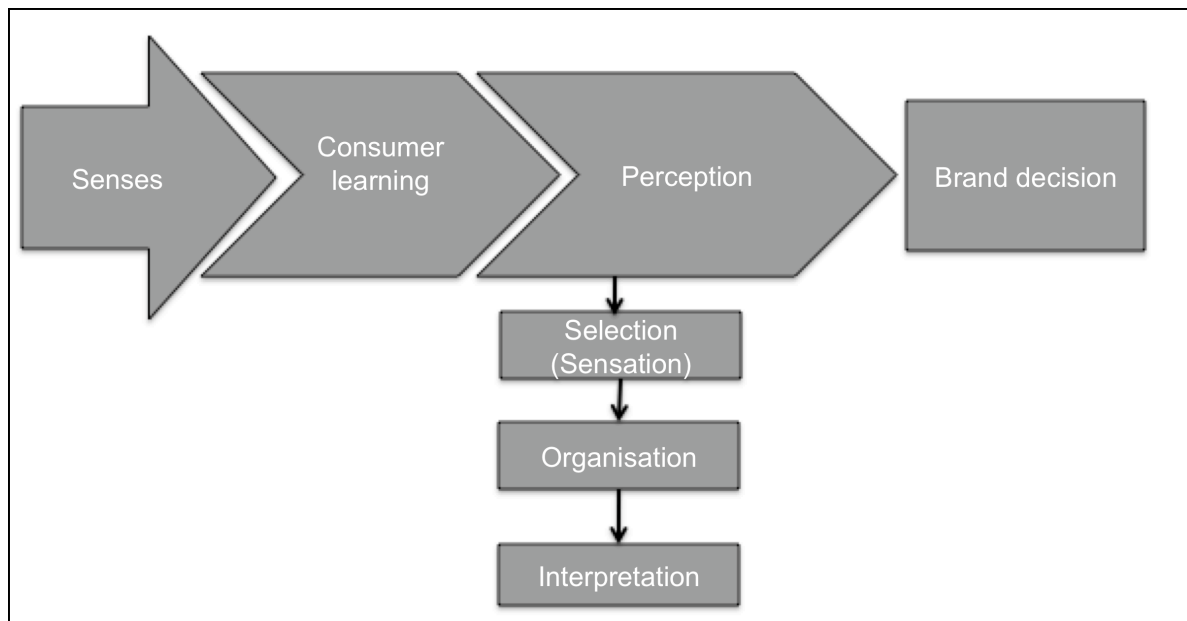 Senses
Consumer
learning
Perception
Brand decision
Selection
(Sensation)
Organisation
Interpretation